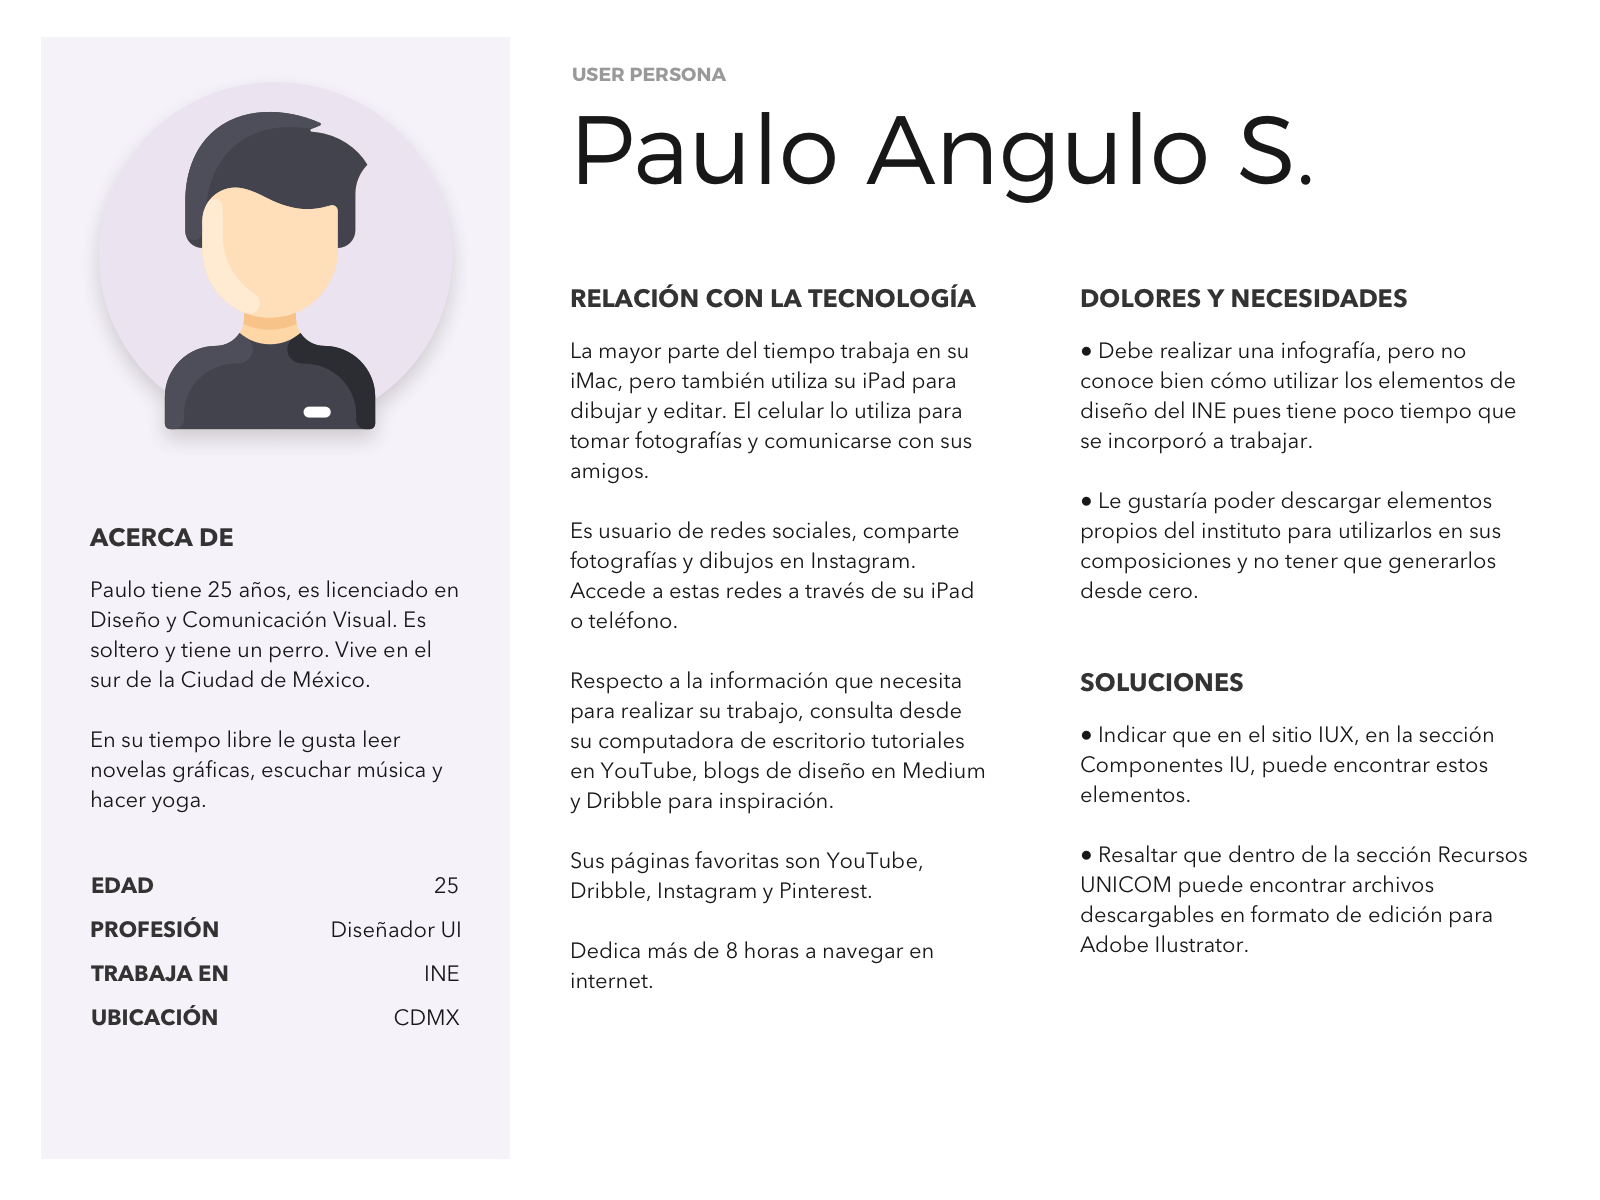 USER PERSONA
Paulo Angulo S.
ACERCA DE
Paulo tiene 25 años, es licenciado en
Diseño y Comunicación Visual. Es
soltero y tiene un perro. Vive en el
sur de la Ciudad de México.
En su tiempo libre le gusta leer
novelas gráficas, escuchar música y
hacer yoga.
EDAD 25
PROFESIÓN Diseñador UI
TRABAJA EN INE
UBICACIÓN CDMX
RELACIÓN CON LA TECNOLOGÍA
La mayor parte del tiempo trabaja en su
iMac, pero también utiliza su iPad para
dibujar y editar. El celular lo utiliza para
tomar fotografías y comunicarse con sus
amigos.
Es usuario de redes sociales, comparte
fotografías y dibujos en Instagram.
Accede a estas redes a través de su iPad
o teléfono.
Respecto a la información que necesita
para realizar su trabajo, consulta desde
su computadora de escritorio tutoriales
en YouTube, blogs de diseño en Medium
y Dribble para inspiración.
Sus páginas favoritas son YouTube,
Dribble, Instagram y Pinterest.
Dedica más de 8 horas a navegar en
internet.
DOLORES Y NECESIDADES
• Debe realizar una infografía, pero no
conoce bien cómo utilizar los elementos de
diseño del INE pues tiene poco tiempo que
se incorporó a trabajar.
• Le gustaría poder descargar elementos
propios del instituto para utilizarlos en sus
composiciones y no tener que generarlos
desde cero.
SOLUCIONES
• Indicar que en el sitio IUX, en la sección
Componentes IU, puede encontrar estos
elementos.
• Resaltar que dentro de la sección Recursos
UNICOM puede encontrar archivos
descargables en formato de edición para
Adobe Ilustrator.